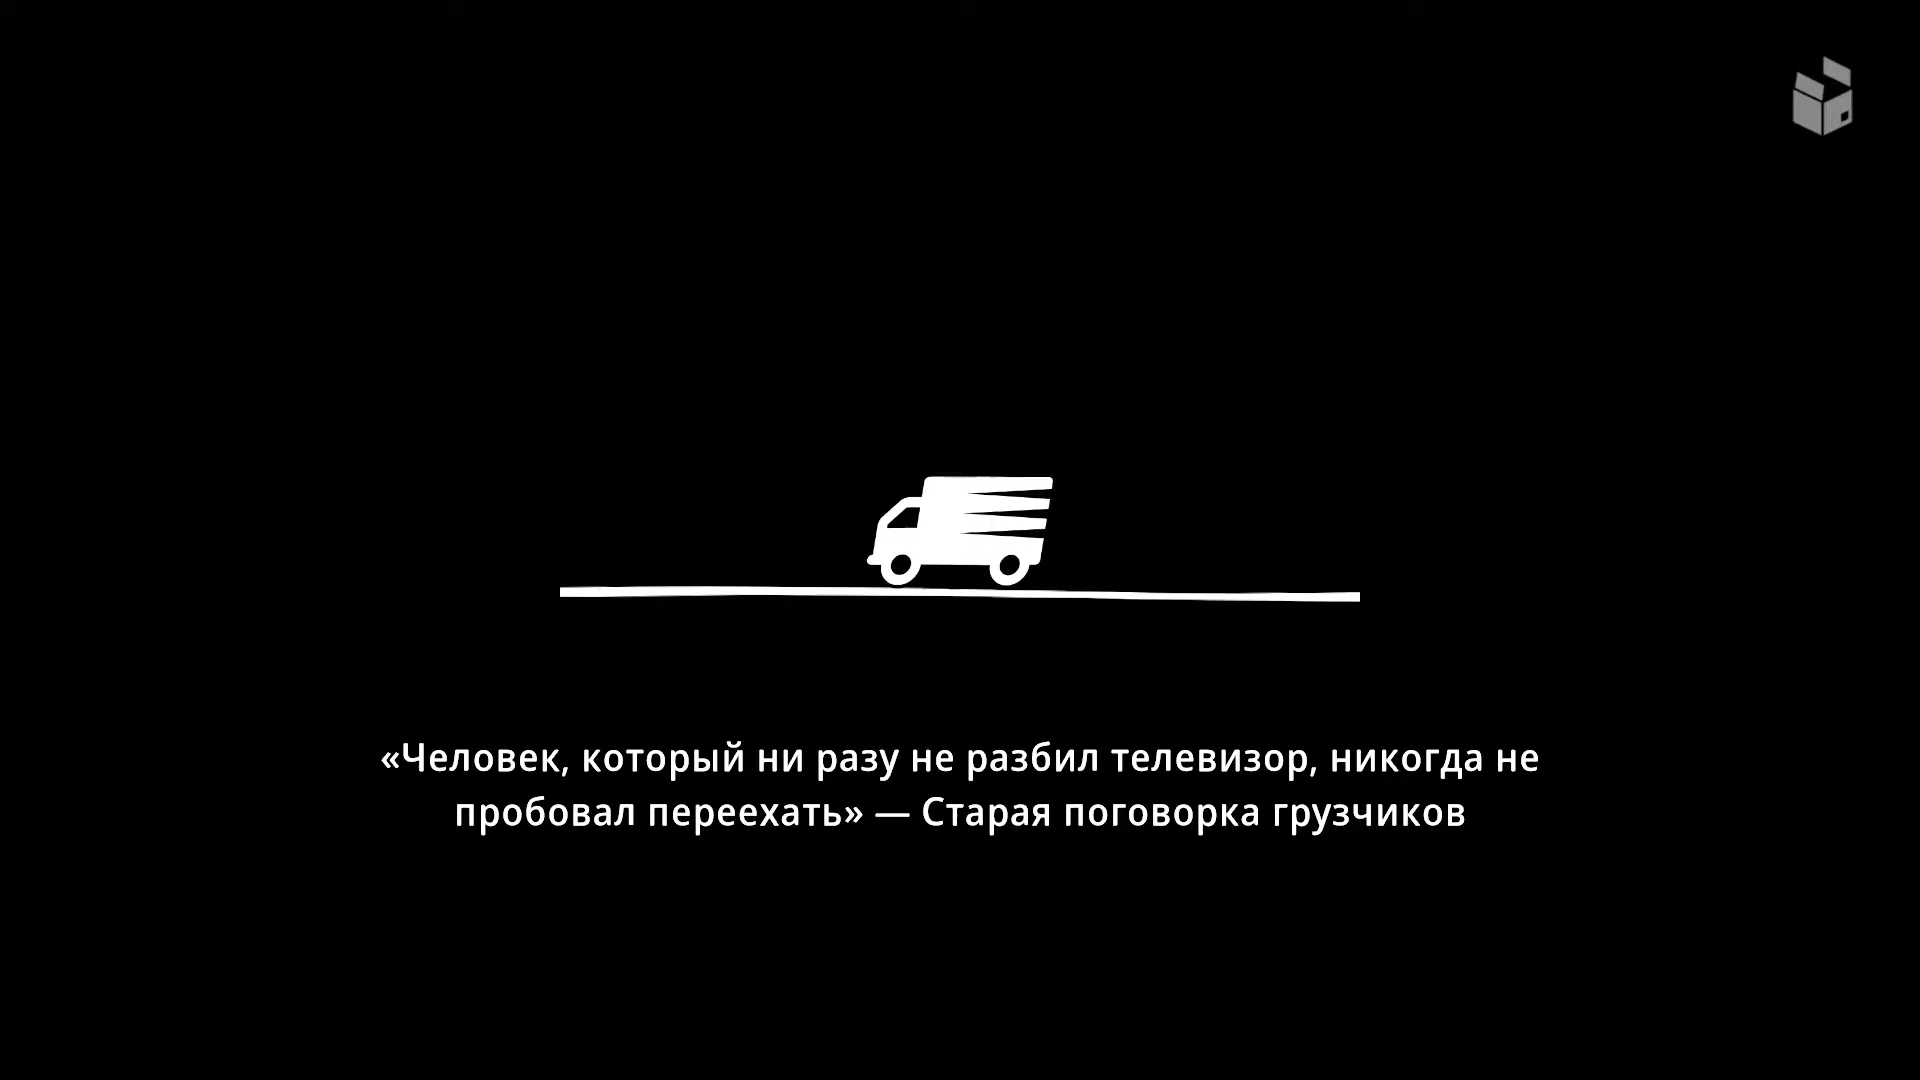 «Человек, который ни разу не разбил телевизор, никогда не
пробовал переехать» — Старая поговорка грузчиков